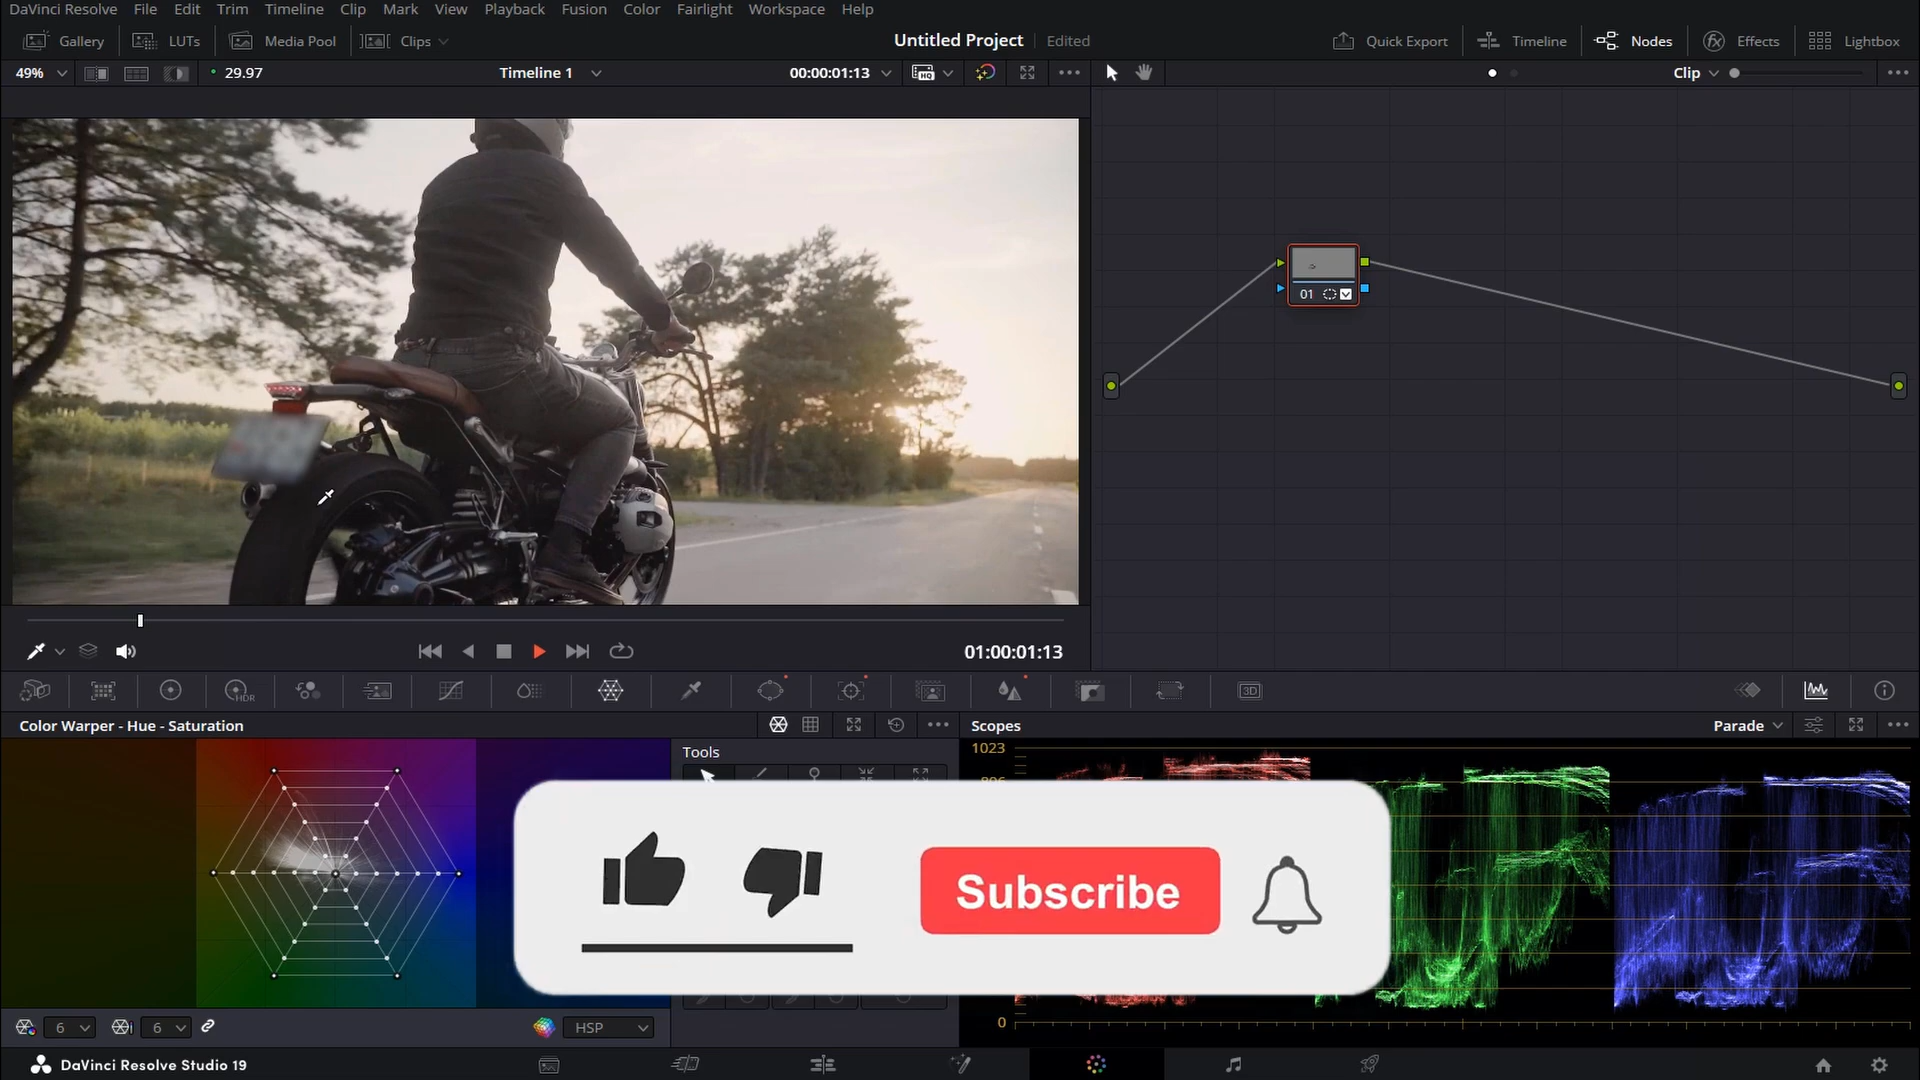 DaVinci Resolve File Edit Trim Timeline Clip Mark View Playback Fusion Color Fairlight Workspace Help
Gallery LUTs Media Pool Clips Untitled Project Edited Quick Export Timeline Nodes Effects Lightbox
49% 29.97 Timeline 1 00:00:01:13 HQ Clip
01
01:00:01:13
HDR 3D
Color Warper - Hue - Saturation Scopes Parade
Tools 1023
Subscribe
6 6 HSP 0
DaVinci Resolve Studio 19